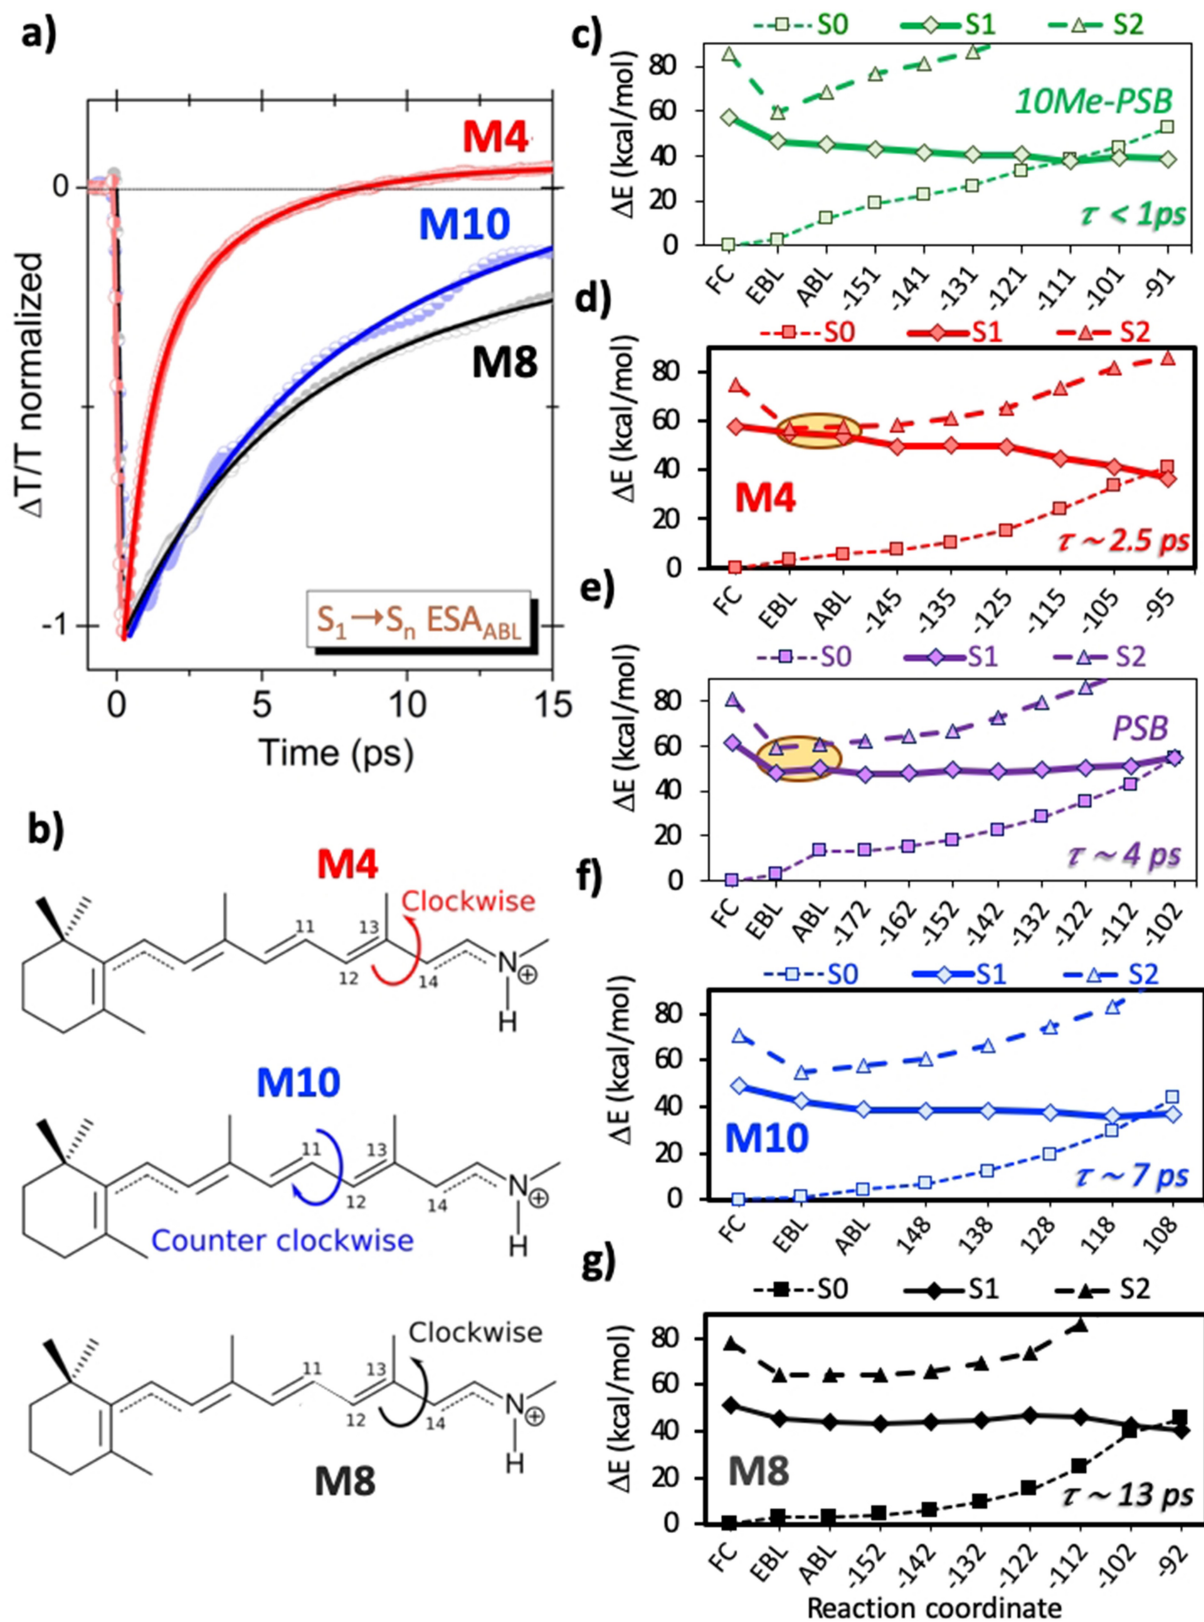 a)
M4
M10
M8
0
-1
ΔT/T normalized
S1→Sn ESAABL
0 5 10 15
Time (ps)
b)
M4
Clockwise
11 13
12 14
N⊕
H
M10
11 13
12 14
N⊕
H
Counter clockwise
Clockwise
11 13
12 14
N⊕
H
M8
c)
S0 S1 S2
ΔE (kcal/mol)
80
60
40
20
0
10Me-PSB
τ < 1ps
FC EBL ABL -151 -141 -131 -121 -111 -101 -91
d)
S0 S1 S2
ΔE (kcal/mol)
80
60
40
20
0
M4
τ ~ 2.5 ps
FC EBL ABL -145 -135 -125 -115 -105 -95
e)
S0 S1 S2
ΔE (kcal/mol)
80
60
40
20
0
PSB
τ ~ 4 ps
FC EBL ABL -172 -162 -152 -142 -132 -122 -112 -102
f)
S0 S1 S2
ΔE (kcal/mol)
80
60
40
20
0
M10
τ ~ 7 ps
FC EBL ABL 148 138 128 118 108
g)
S0 S1 S2
ΔE (kcal/mol)
80
60
40
20
0
M8
τ ~ 13 ps
FC EBL ABL -152 -142 -132 -122 -112 -102 -92
Reaction coordinate